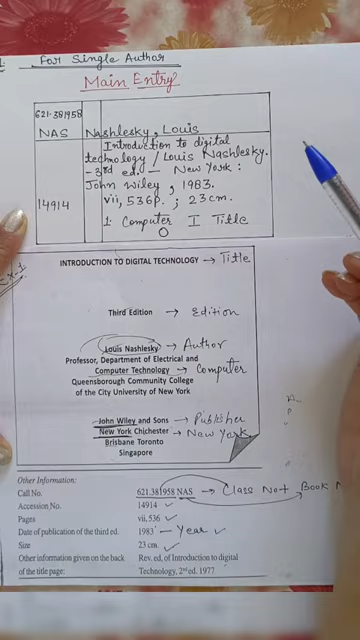 For Single Author
Main Entry
621.381958
NAS Nashlesky, Louis
Introduction to digital
technology / Louis Nashlesky.
- 3rd ed. - New York :
John Wiley, 1983.
14914 vii, 536p. ; 23cm.
1. Computer I Title
INTRODUCTION TO DIGITAL TECHNOLOGY → Title
Third Edition → Edition
Louis Nashlesky → Author
Professor, Department of Electrical and
Computer Technology → Computer
Queensborough Community College
of the City University of New York
John Wiley and Sons → Publisher
New York Chichester → New York
Brisbane Toronto
Singapore
Other Information:
Call No. 621.381958 NAS → Class No + Book
Accession No. 14914
Pages vii, 536
Date of publication of the third ed. 1983 - Year
Size 23 cm
Other information given on the back Rev. ed. of Introduction to digital
of the title page: Technology, 2nd ed. 1977